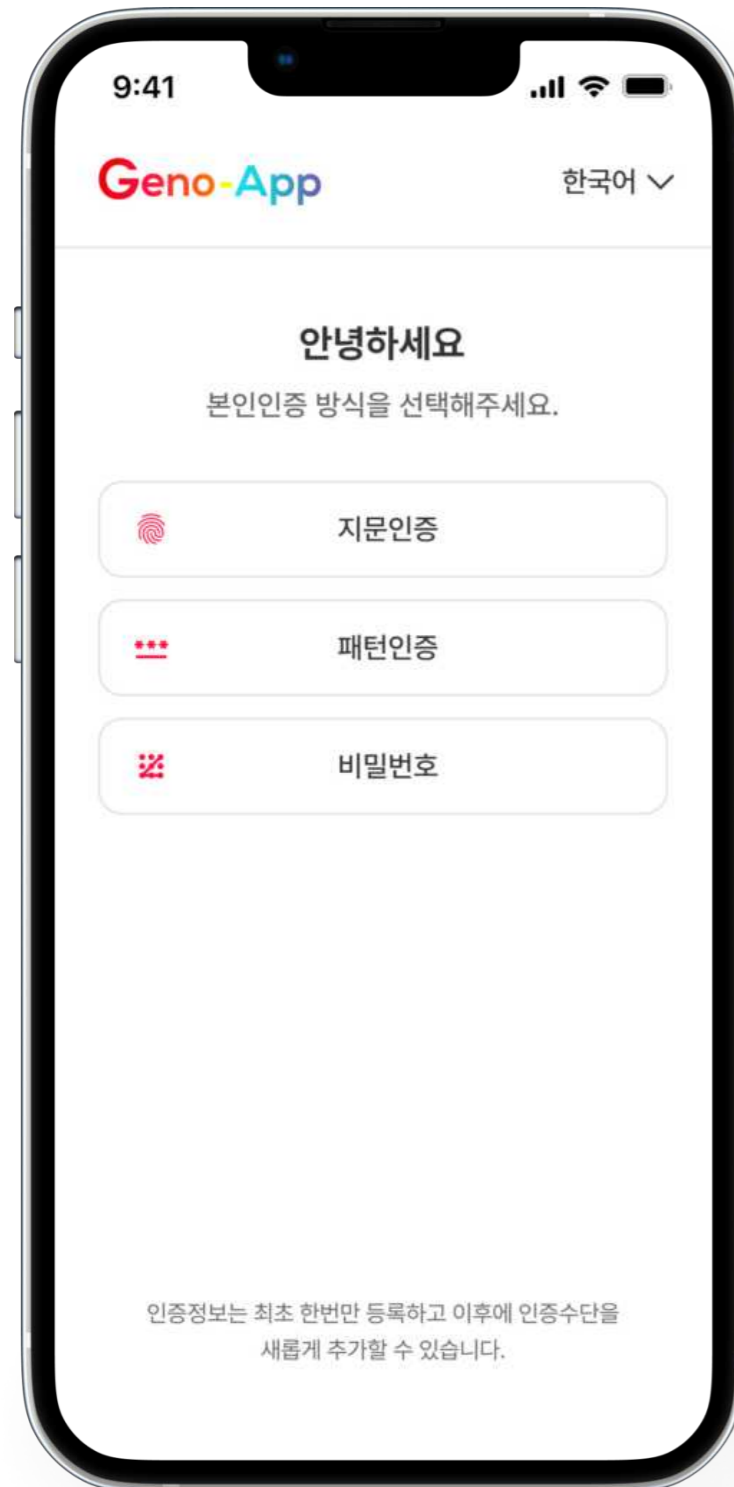 9:41
Geno-App
한국어
안녕하세요
본인인증 방식을 선택해주세요.
지문인증
패턴인증
비밀번호
인증정보는 최초 한번만 등록하고 이후에 인증수단을
새롭게 추가할 수 있습니다.